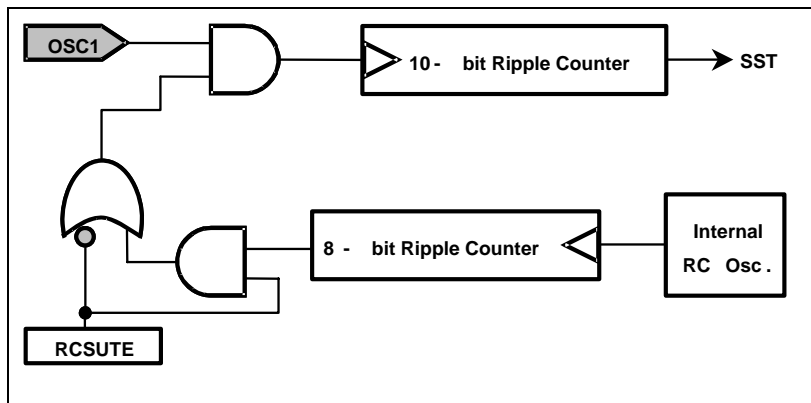 OSC1
10 - bit Ripple Counter
SST
8 - bit Ripple Counter
Internal
RC Osc .
RCSUTE